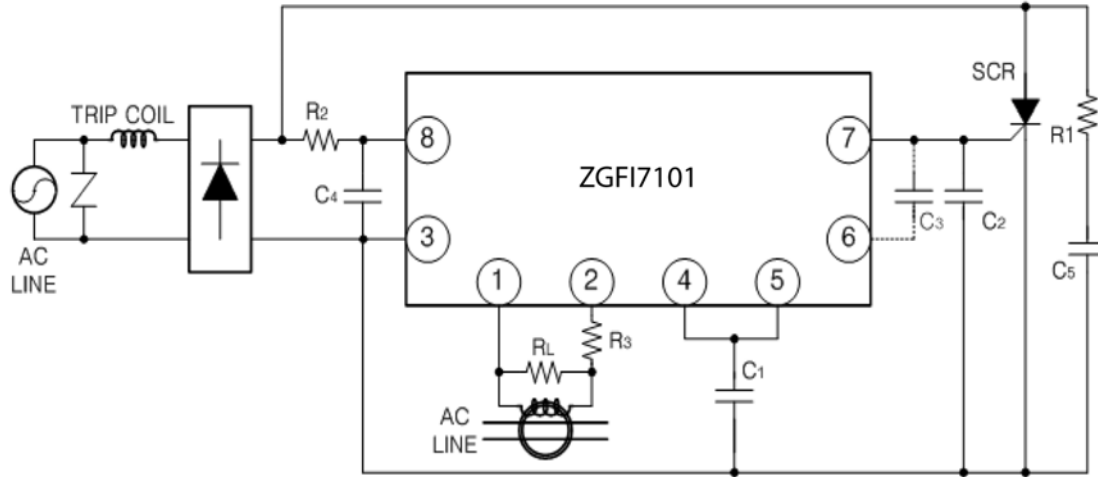 SCR
TRIP COIL
R2
R1
8
7
ZGFI7101
C4
C3
C2
3
6
AC
LINE
C5
1
2
4
5
RL
R3
C1
AC
LINE